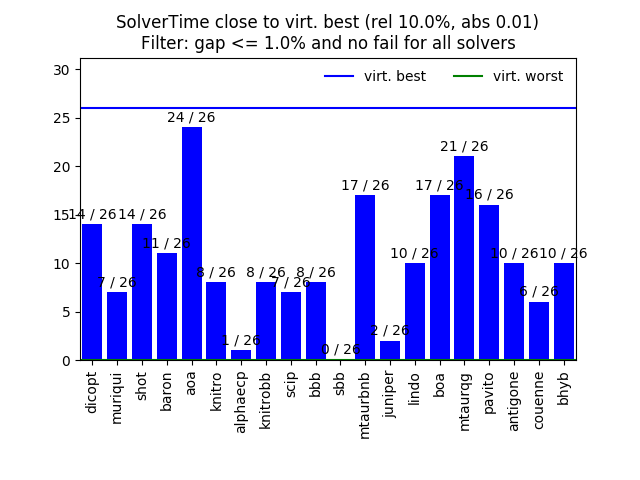 SolverTime close to virt. best (rel 10.0%, abs 0.01)
Filter: gap <= 1.0% and no fail for all solvers
virt. best
virt. worst
30
25
20
15
10
5
0
14 / 26
7 / 26
14 / 26
11 / 26
24 / 26
8 / 26
1 / 26
8 / 26
7 / 26
8 / 26
0 / 26
17 / 26
2 / 26
10 / 26
17 / 26
21 / 26
16 / 26
10 / 26
6 / 26
10 / 26
dicopt
muriqui
shot
baron
aoa
knitro
alphaecp
knitrobb
scip
bbb
sbb
mtaurbnb
juniper
lindo
boa
mtaurqg
pavito
antigone
couenne
bhyb